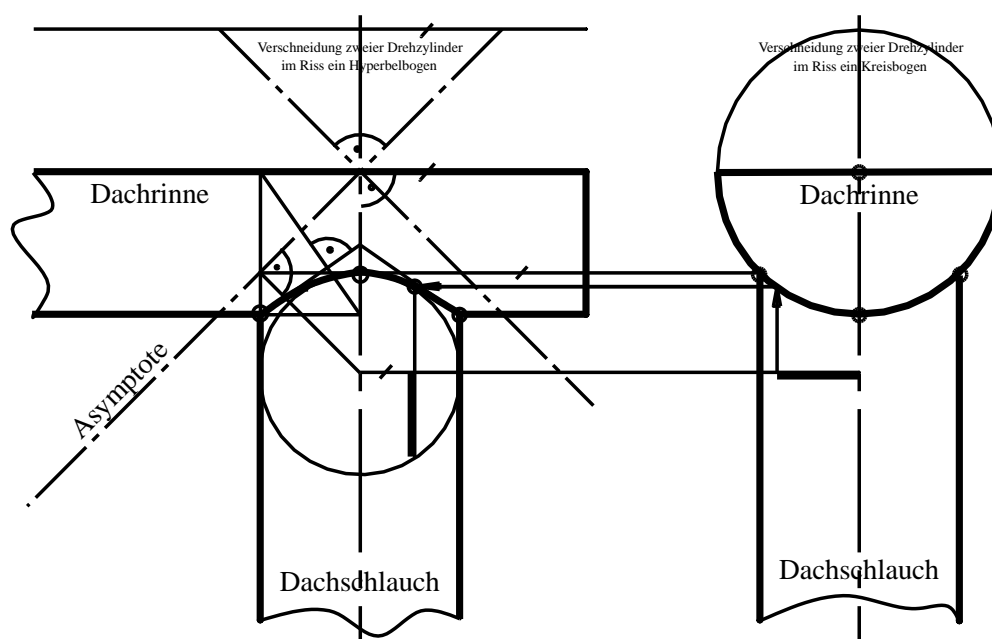 Verschneidung zweier Drehzylinder
im Riss ein Hyperbelbogen
Verschneidung zweier Drehzylinder
im Riss ein Kreisbogen
Dachrinne
Dachrinne
Asymptote
Dachschlauch
Dachschlauch